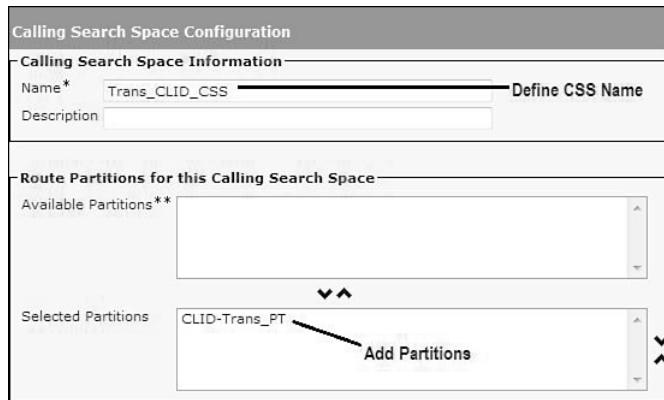 Calling Search Space Configuration
Calling Search Space Information
Name* Trans_CLID_CSS Define CSS Name
Description
Route Partitions for this Calling Search Space
Available Partitions**
Selected Partitions CLID-Trans_PT
Add Partitions